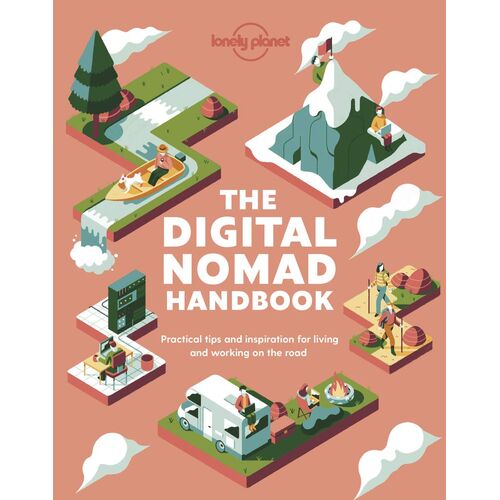 lonely planet
THE
DIGITAL
NOMAD
HANDBOOK
Practical tips and inspiration for living
and working on the road